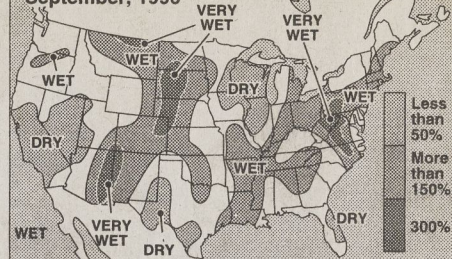 September,
VERY
WET
VERY
WET
WET
WET
DRY
WET
DRY
WET
WET
VERY
WET
DRY
DRY
Less
than
50%
More
than
150%
300%